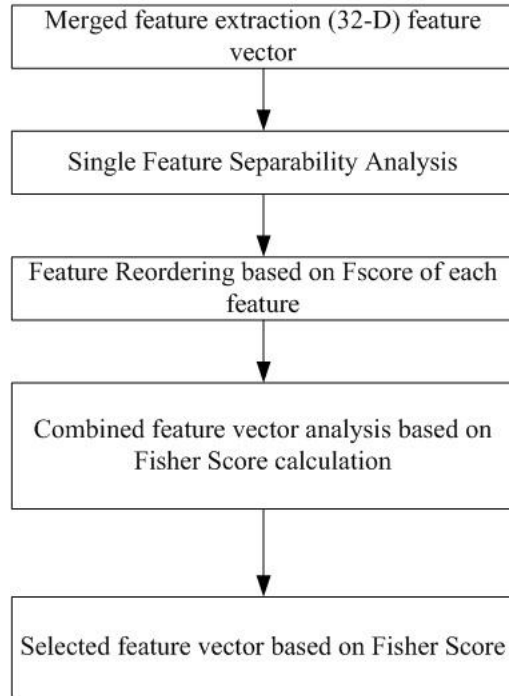 Merged feature extraction (32-D) feature
vector
Single Feature Separability Analysis
Feature Reordering based on Fscore of each
feature
Combined feature vector analysis based on
Fisher Score calculation
Selected feature vector based on Fisher Score